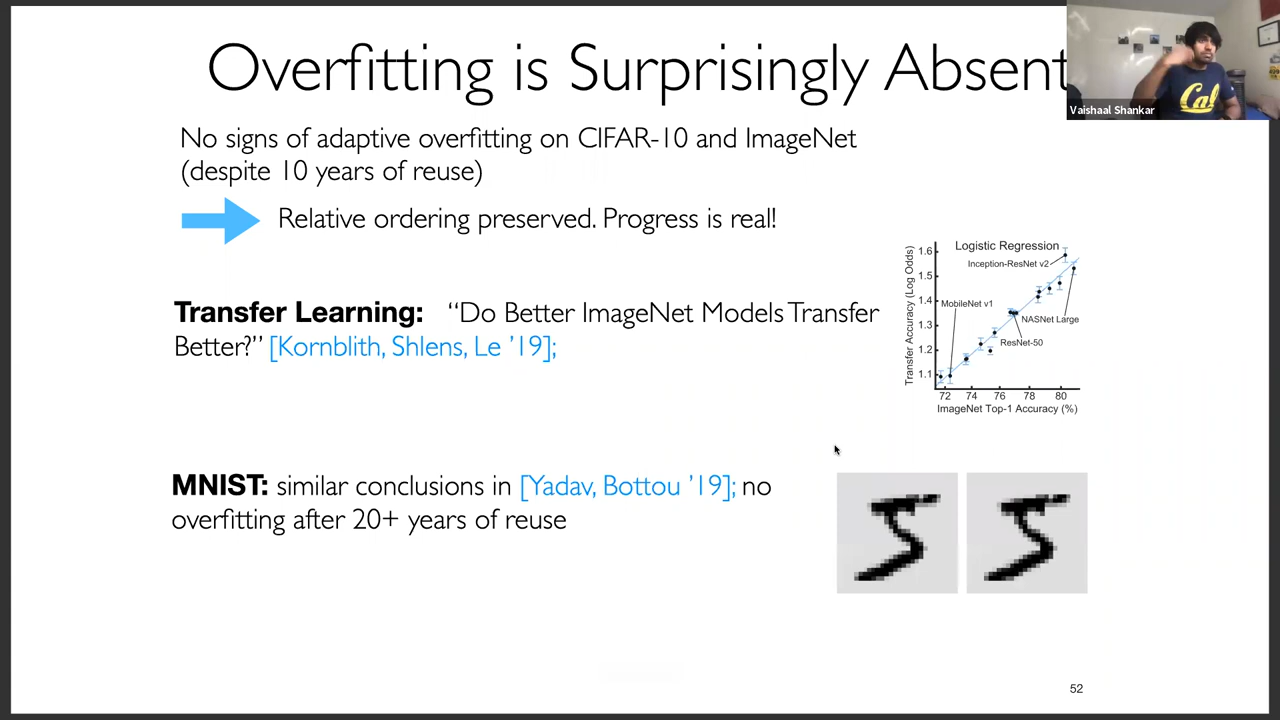 Overfitting is Surprisingly Absent
Cal
Vaishaal Shankar
No signs of adaptive overfitting on CIFAR-10 and ImageNet
(despite 10 years of reuse)
Relative ordering preserved. Progress is real!
Transfer Learning: “Do Better ImageNet Models Transfer
Better?” [Kornblith, Shlens, Le ’19];
Logistic Regression
Transfer Accuracy (Log Odds)
1.6
1.5
1.4
1.3
1.2
1.1
Inception-ResNet v2
MobileNet v1
NASNet Large
ResNet-50
72 74 76 78 80
ImageNet Top-1 Accuracy (%)
MNIST: similar conclusions in [Yadav, Bottou ’19]; no
overfitting after 20+ years of reuse
5 5
52